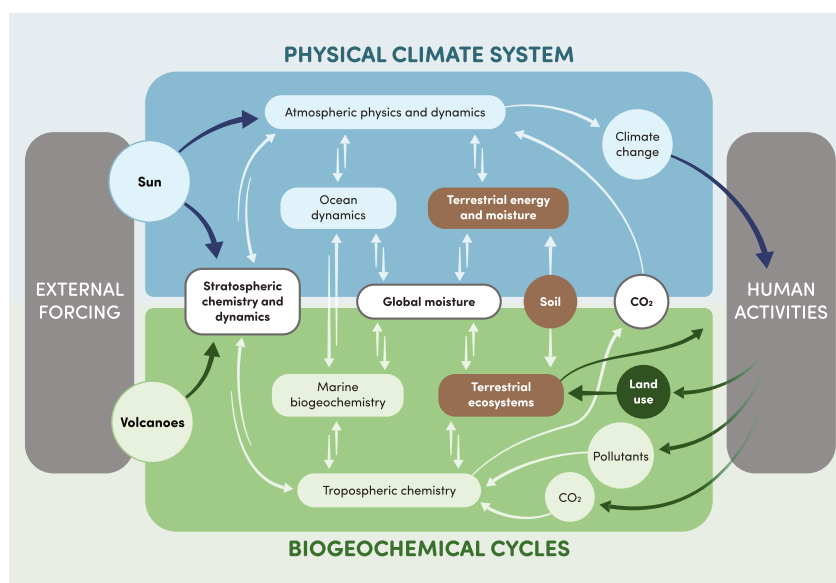 PHYSICAL CLIMATE SYSTEM
Atmospheric physics and dynamics
Climate
change
Sun
Ocean
dynamics
Terrestrial energy
and moisture
EXTERNAL
FORCING
Stratospheric
chemistry and
dynamics
Global moisture
Soil
CO₂
HUMAN
ACTIVITIES
Volcanoes
Marine
biogeochemistry
Terrestrial
ecosystems
Land
use
Pollutants
Tropospheric chemistry
CO₂
BIOGEOCHEMICAL CYCLES